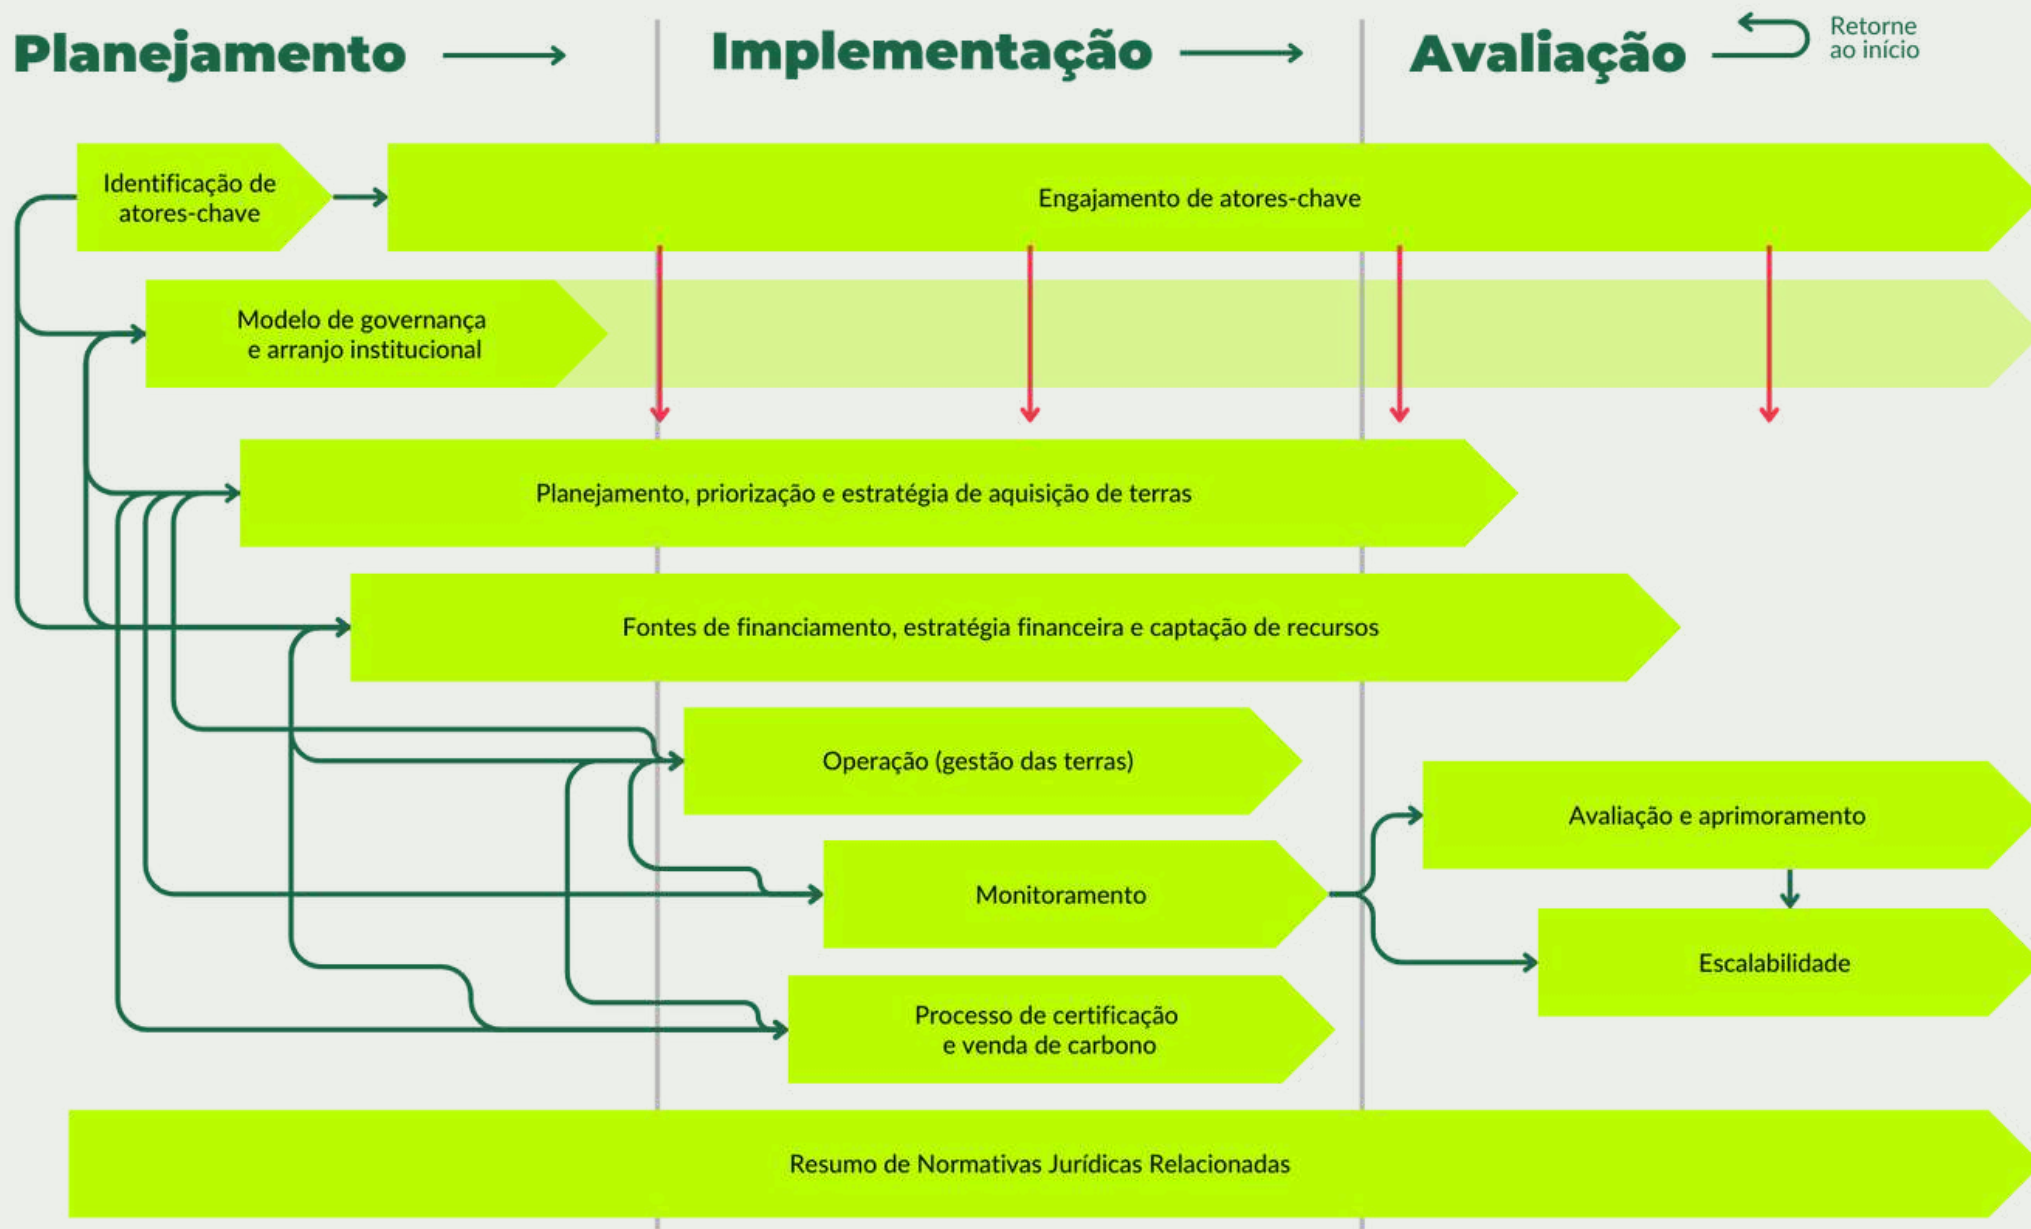 Planejamento
Implementação
Avaliação
Retorne
ao início
Identificação de
atores-chave
Engajamento de atores-chave
Modelo de governança
e arranjo institucional
Planejamento, priorização e estratégia de aquisição de terras
Fontes de financiamento, estratégia financeira e captação de recursos
Operação (gestão das terras)
Avaliação e aprimoramento
Monitoramento
Escalabilidade
Processo de certificação
e venda de carbono
Resumo de Normativas Jurídicas Relacionadas